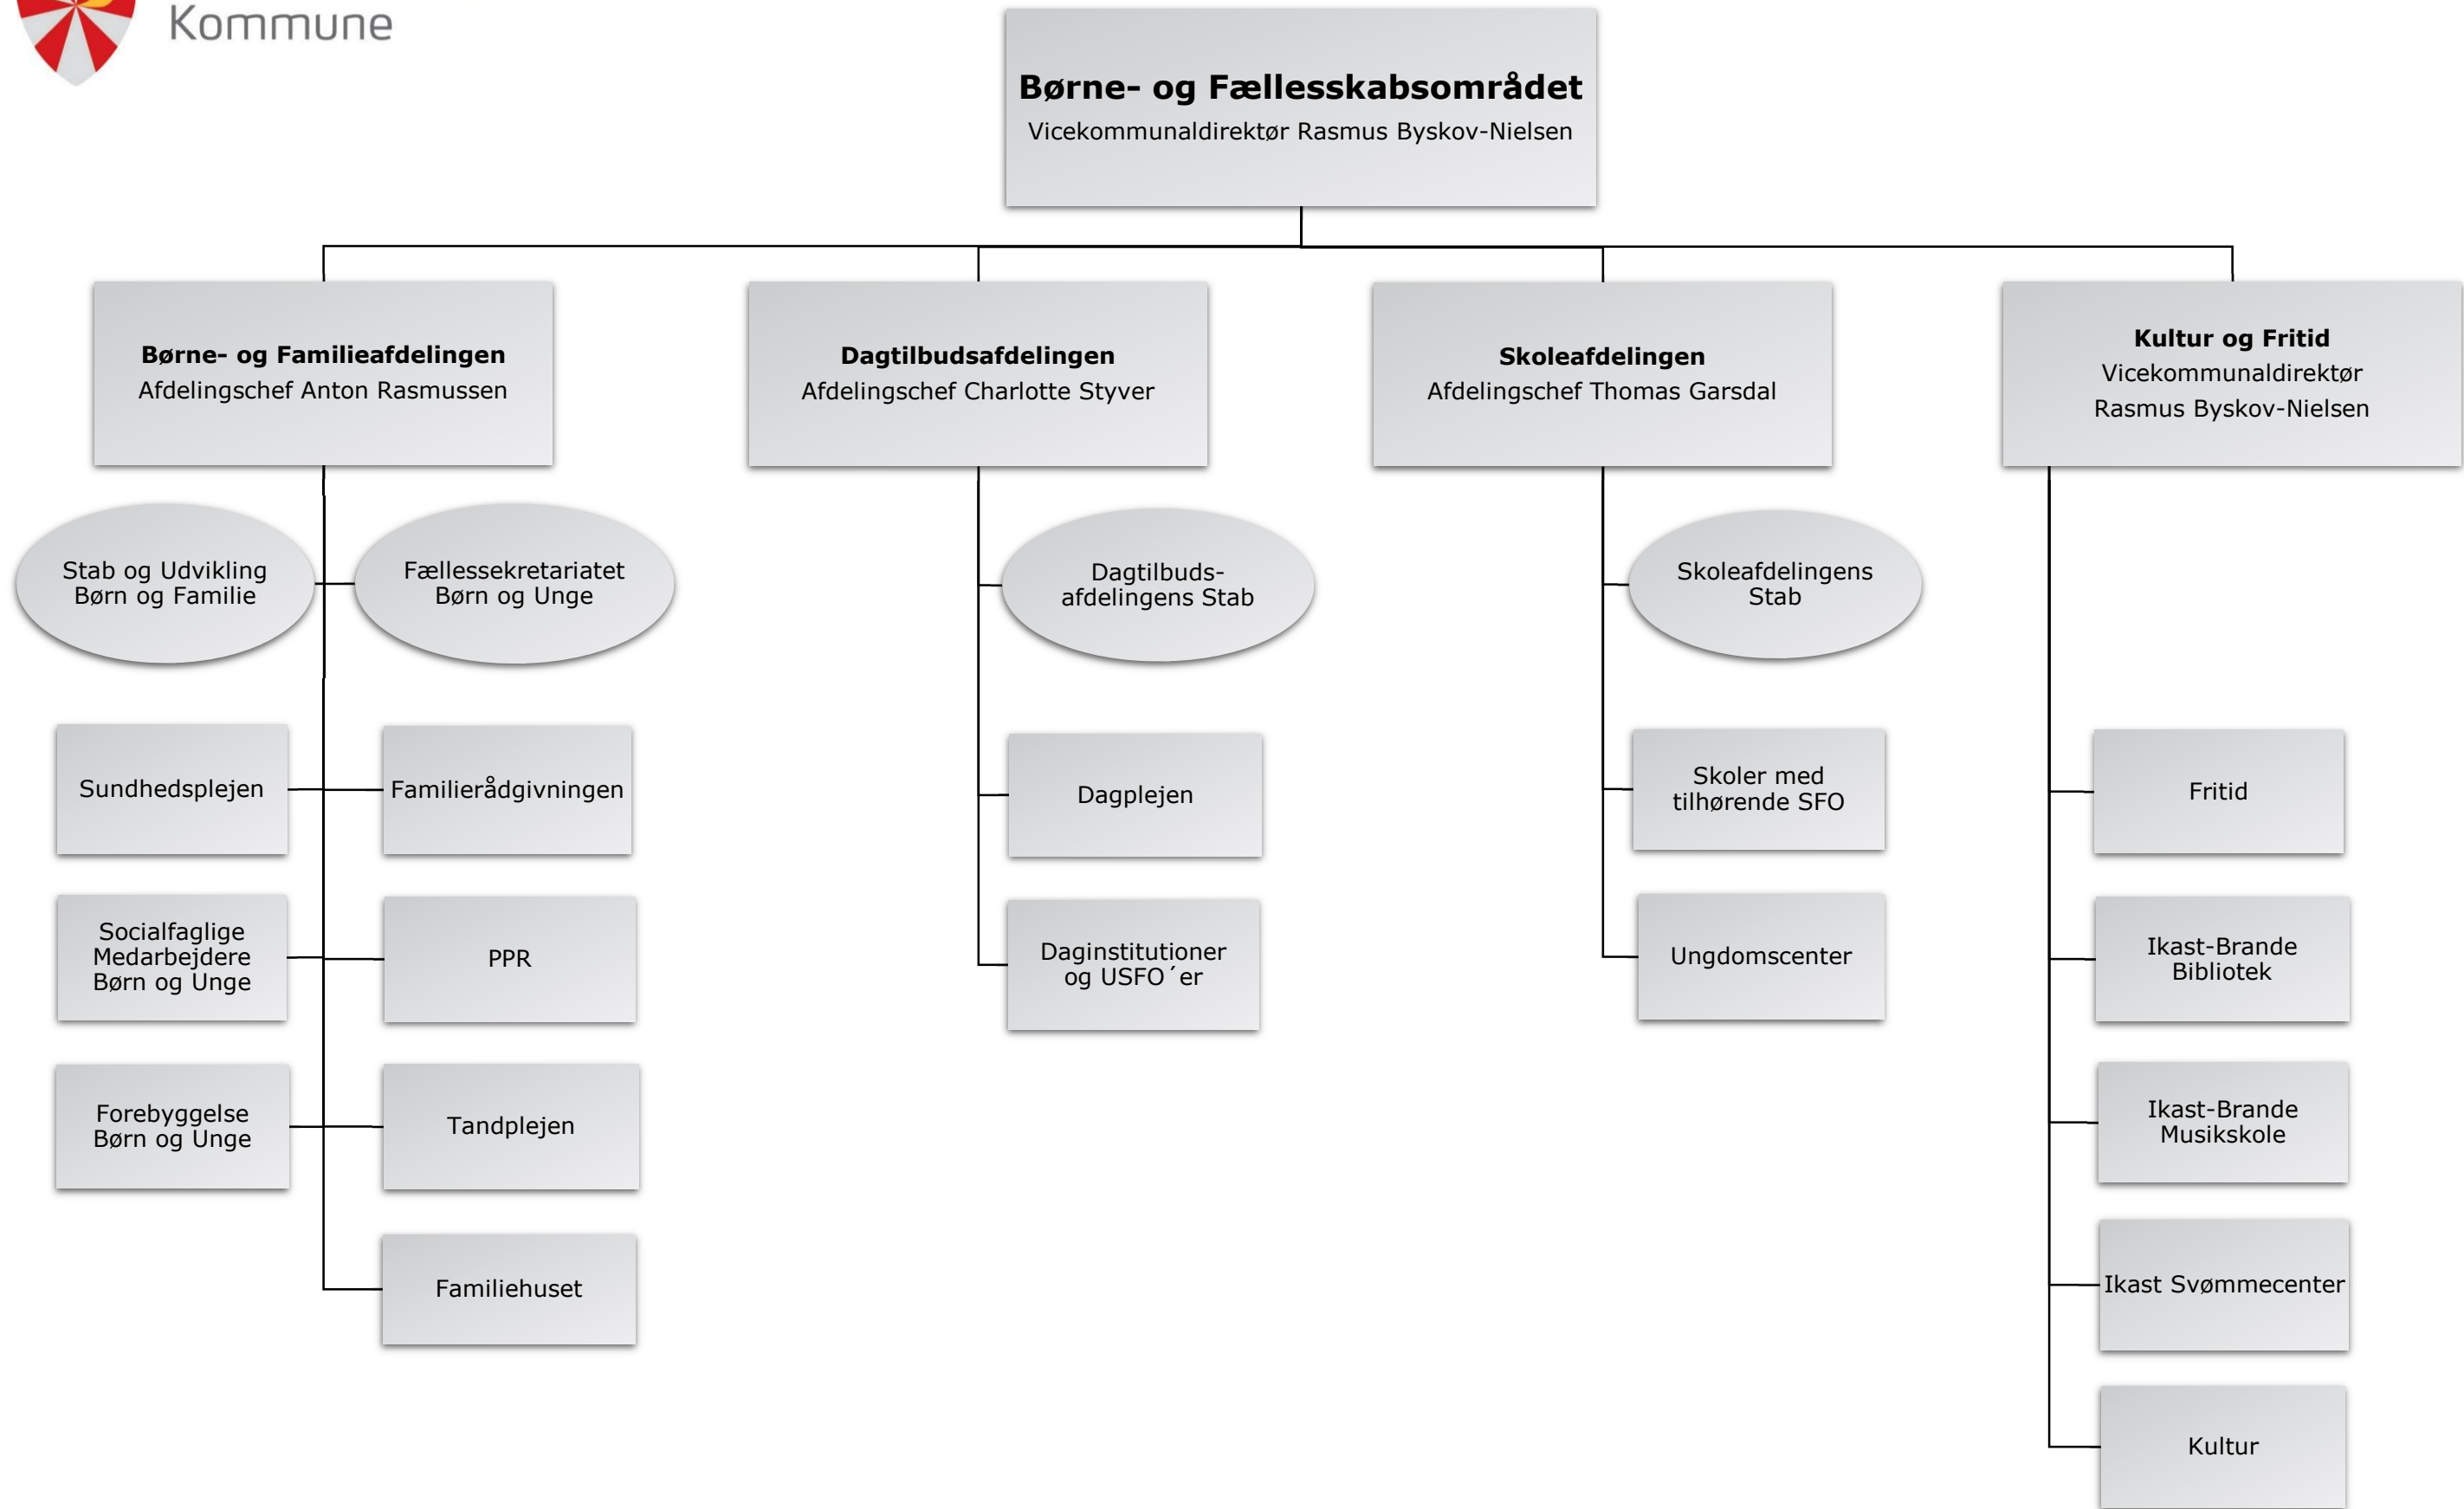 Kommune
Børne- og Fællesskabsområdet
Vicekommunaldirektør Rasmus Byskov-Nielsen
Børne- og Familieafdelingen
Afdelingschef Anton Rasmussen
Stab og Udvikling
Børn og Familie
Fællessekretariatet
Børn og Unge
Sundhedsplejen
Familierådgivningen
Socialfaglige
Medarbejdere
Børn og Unge
PPR
Forebyggelse
Børn og Unge
Tandplejen
Familiehuset
Dagtilbudsafdelingen
Afdelingschef Charlotte Styver
Dagtilbuds-
afdelingens Stab
Dagplejen
Daginstitutioner
og USFO´er
Skoleafdelingen
Afdelingschef Thomas Garsdal
Skoleafdelingens
Stab
Skoler med
tilhørende SFO
Ungdomscenter
Kultur og Fritid
Vicekommunaldirektør
Rasmus Byskov-Nielsen
Fritid
Ikast-Brande
Bibliotek
Ikast-Brande
Musikskole
Ikast Svømmecenter
Kultur